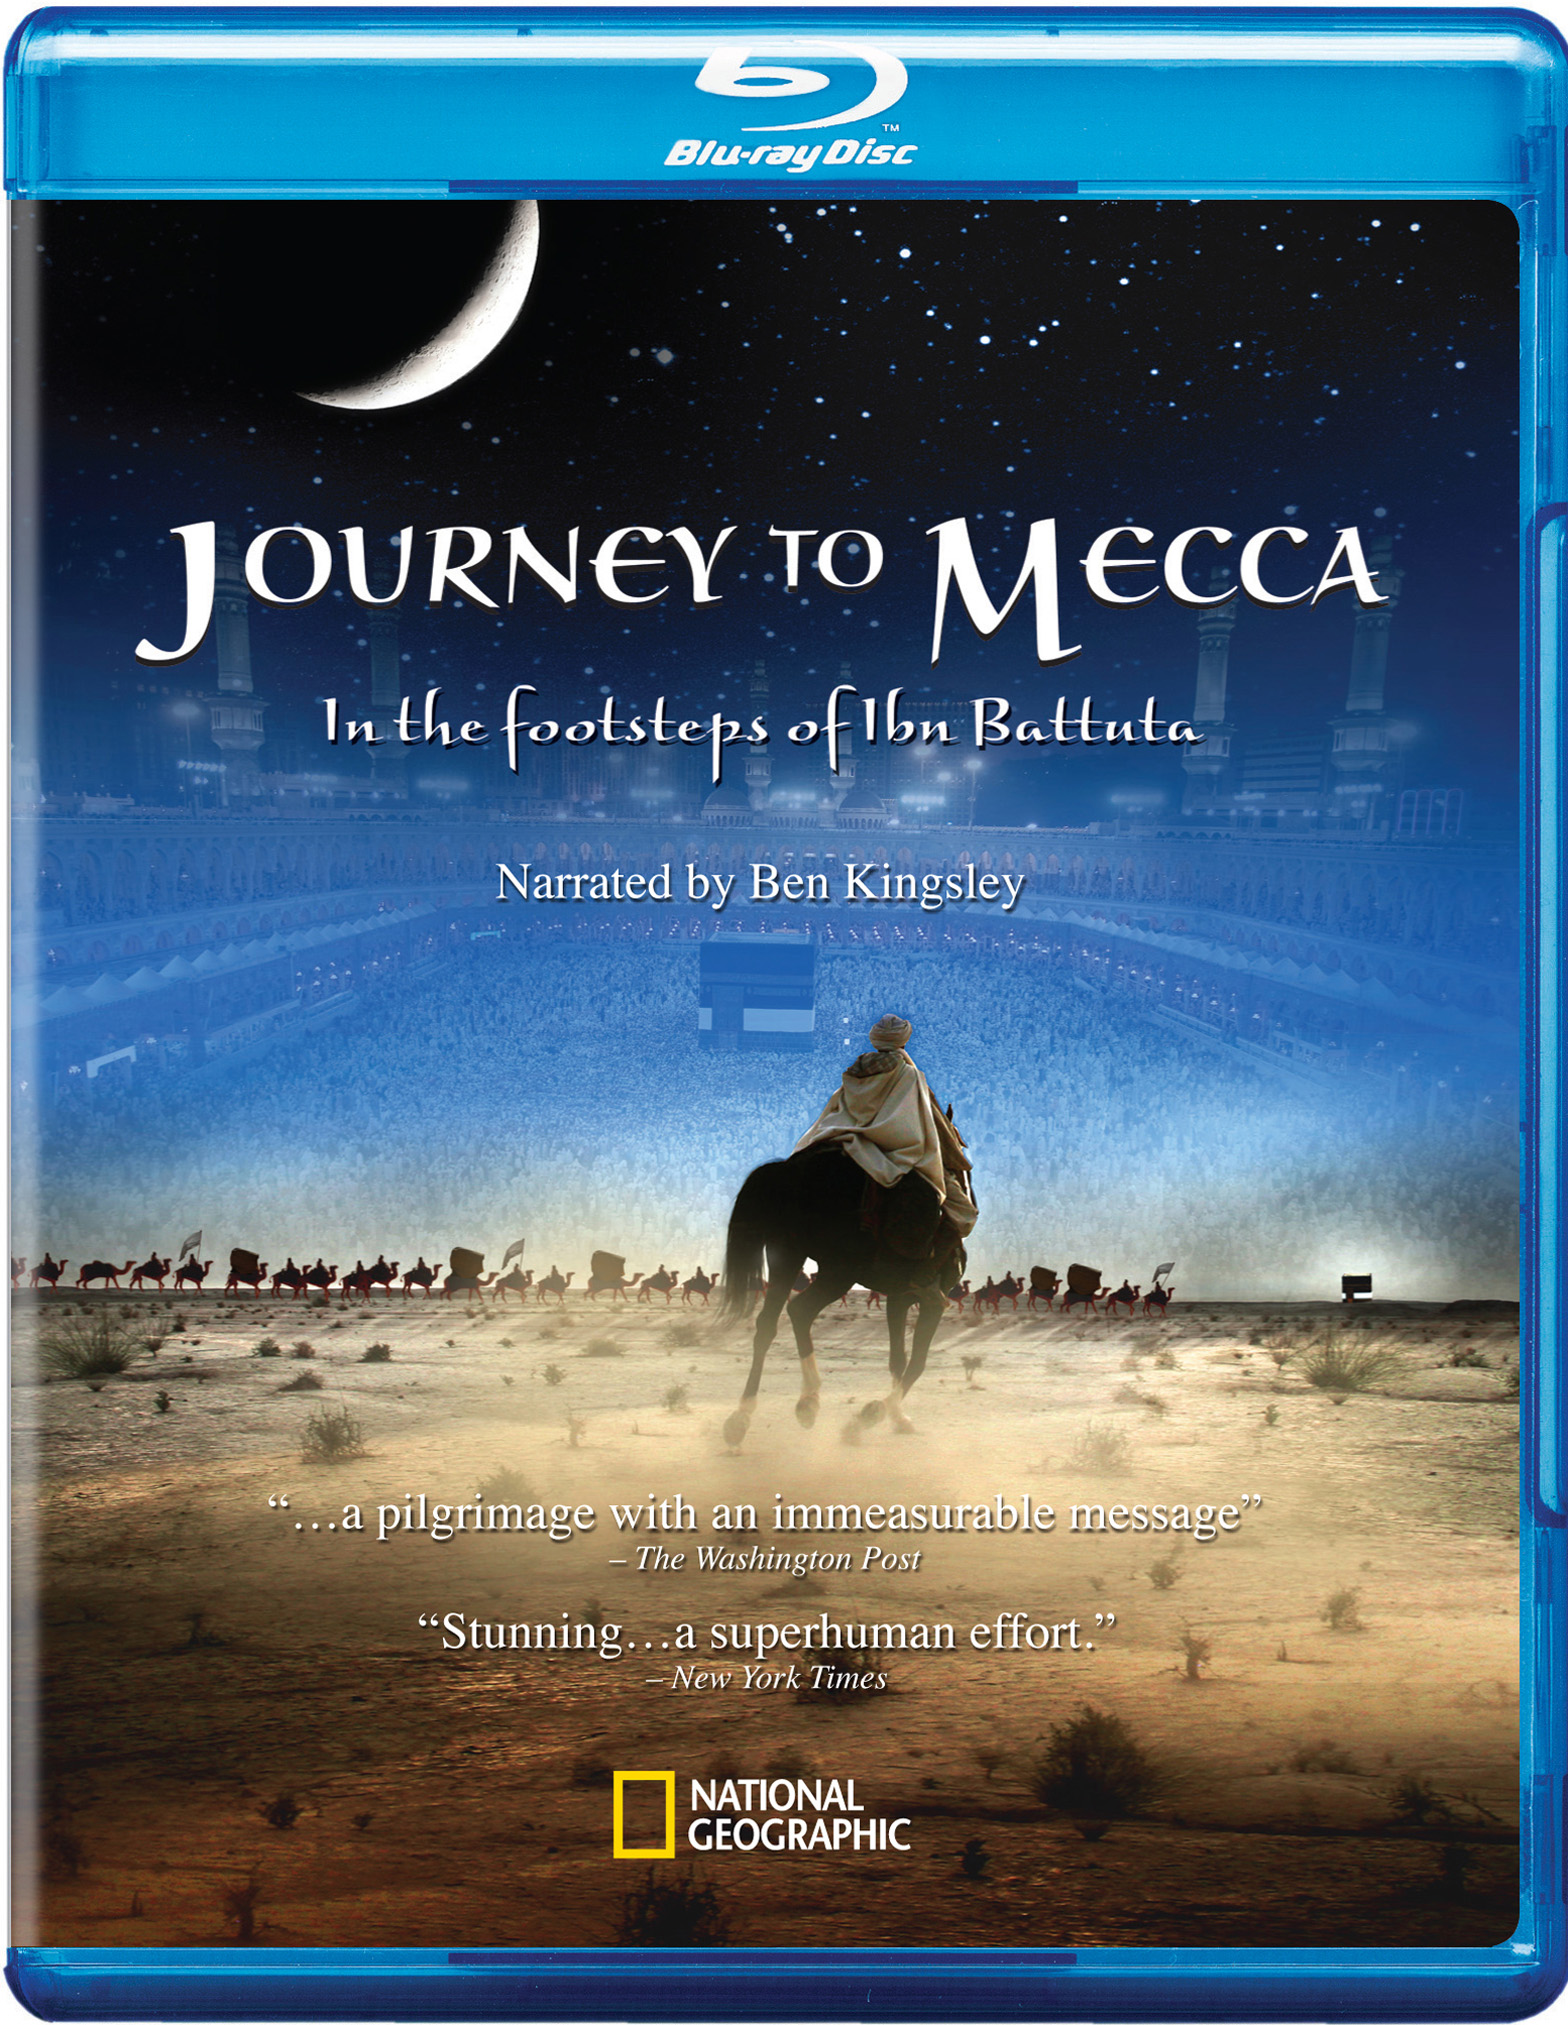 Blu-ray Disc™
JOURNEY TO MECCA
In the footsteps of Ibn Battuta
Narrated by Ben Kingsley
“…a pilgrimage with an immeasurable message”
– The Washington Post
“Stunning…a superhuman effort.”
– New York Times
NATIONAL
GEOGRAPHIC